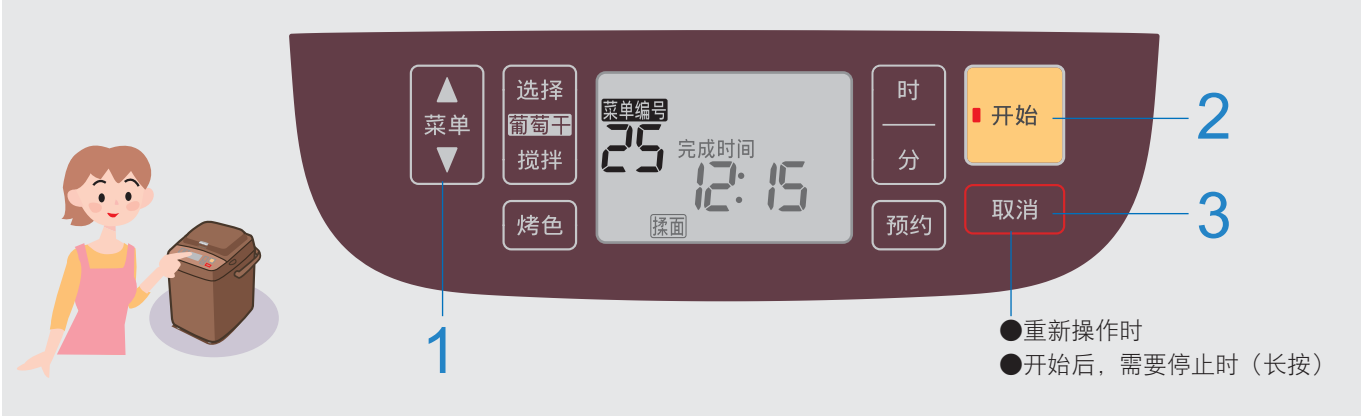 菜单
选择
葡萄干
搅拌
烤色
菜单编号
25
完成时间
12:15
揉面
时
分
预约
开始
取消
1
2
3
●重新操作时
●开始后，需要停止时（长按）